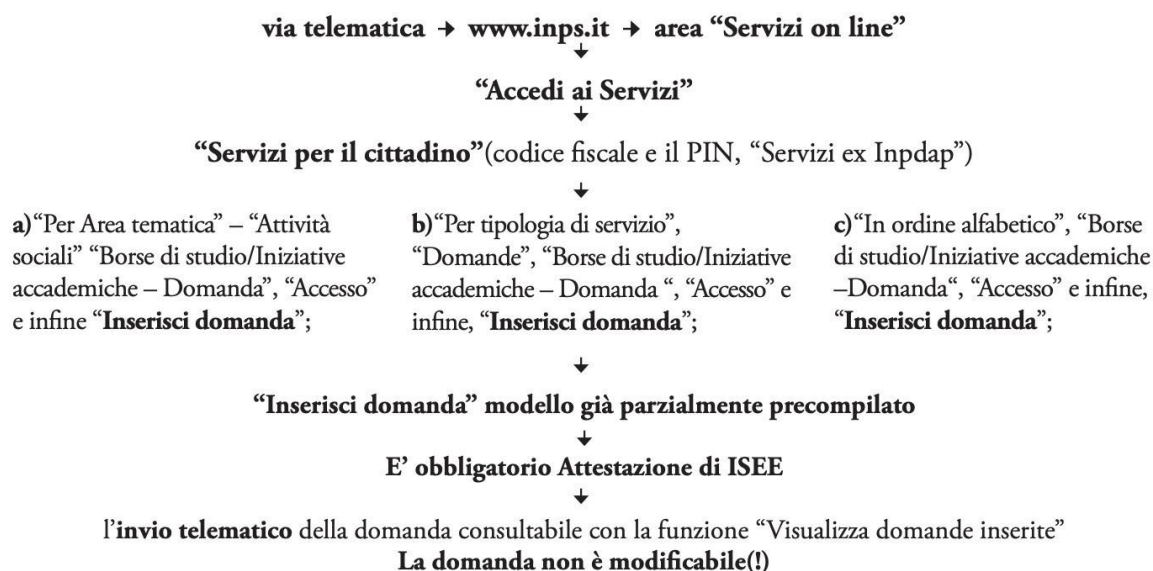 via telematica → www.inps.it → area “Servizi on line”
“Accedi ai Servizi”
“Servizi per il cittadino”(codice fiscale e il PIN, “Servizi ex Inpdap”)
a)“Per Area tematica” – “Attività
sociali” “Borse di studio/Iniziative
accademiche – Domanda”, “Accesso”
e infine “Inserisci domanda”;
b)“Per tipologia di servizio”,
“Domande”, “Borse di studio/Iniziative
accademiche – Domanda “, “Accesso” e
infine, “Inserisci domanda”;
c)“In ordine alfabetico”, “Borse
di studio/Iniziative accademiche
–Domanda“, “Accesso” e infine,
“Inserisci domanda”;
“Inserisci domanda” modello già parzialmente precompilato
E’ obbligatorio Attestazione di ISEE
l’invio telematico della domanda consultabile con la funzione “Visualizza domande inserite”
La domanda non è modificabile(!)